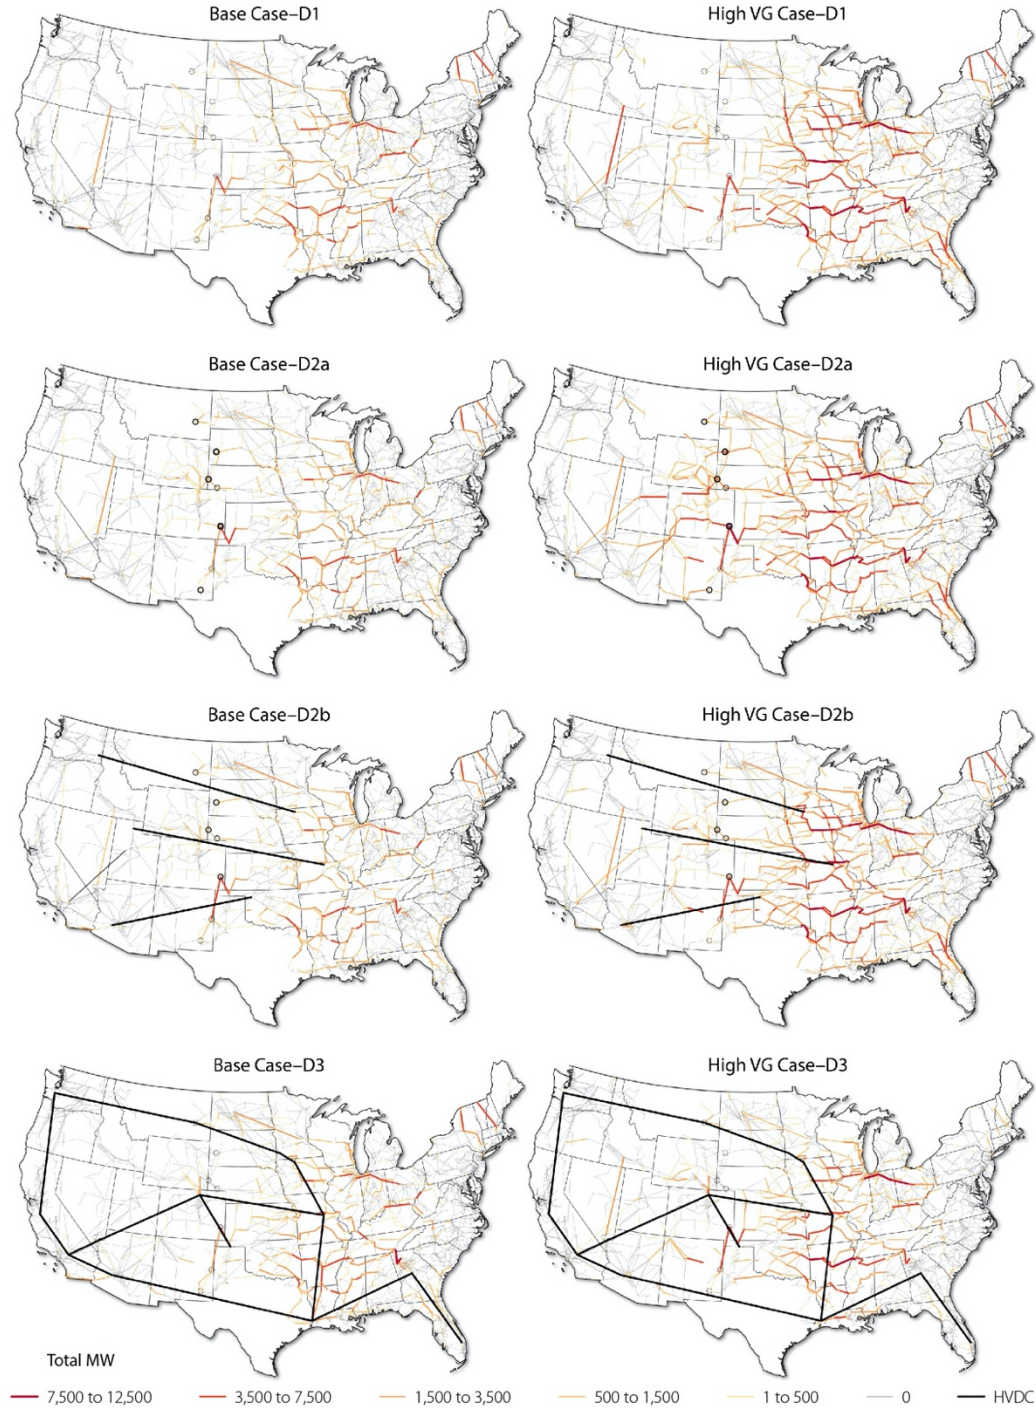 Base Case–D1 High VG Case–D1
Base Case–D2a High VG Case–D2a
Base Case–D2b High VG Case–D2b
Base Case–D3 High VG Case–D3
Total MW
7,500 to 12,500 3,500 to 7,500 1,500 to 3,500 500 to 1,500 1 to 500 0 HVDC